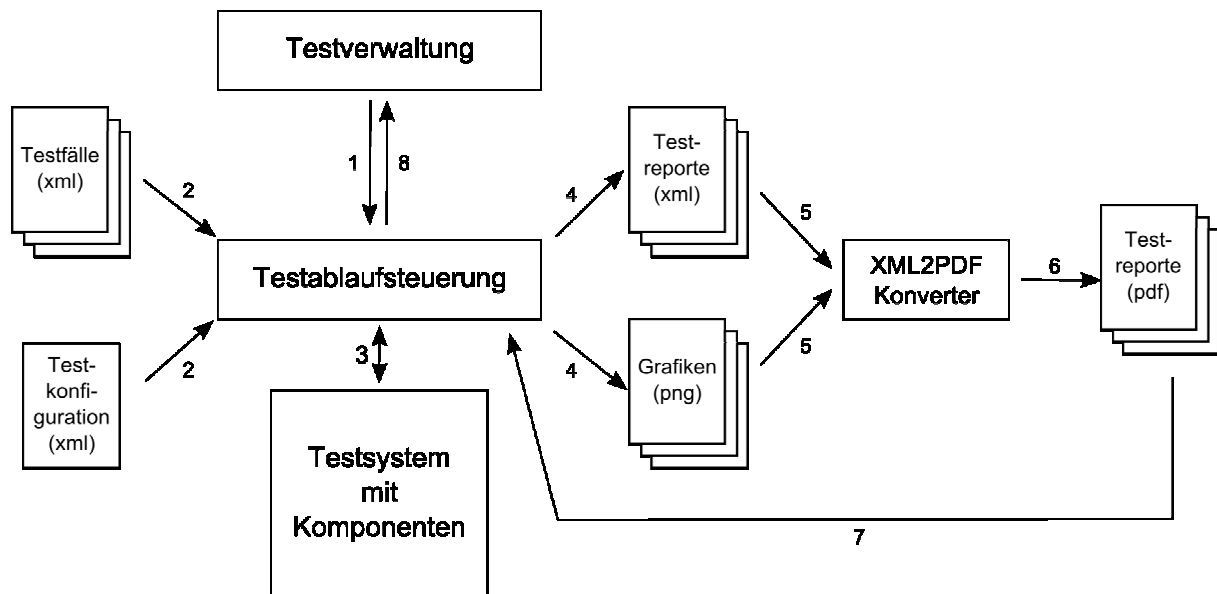 Testverwaltung
Testfälle
(xml)
1
8
2
Test-
reporte
(xml)
4
5
Testablaufsteuerung
XML2PDF
Konverter
6
Test-
reporte
(pdf)
Test-
konfi-
guration
(xml)
2
3
4
Grafiken
(png)
5
Testsystem
mit
Komponenten
7